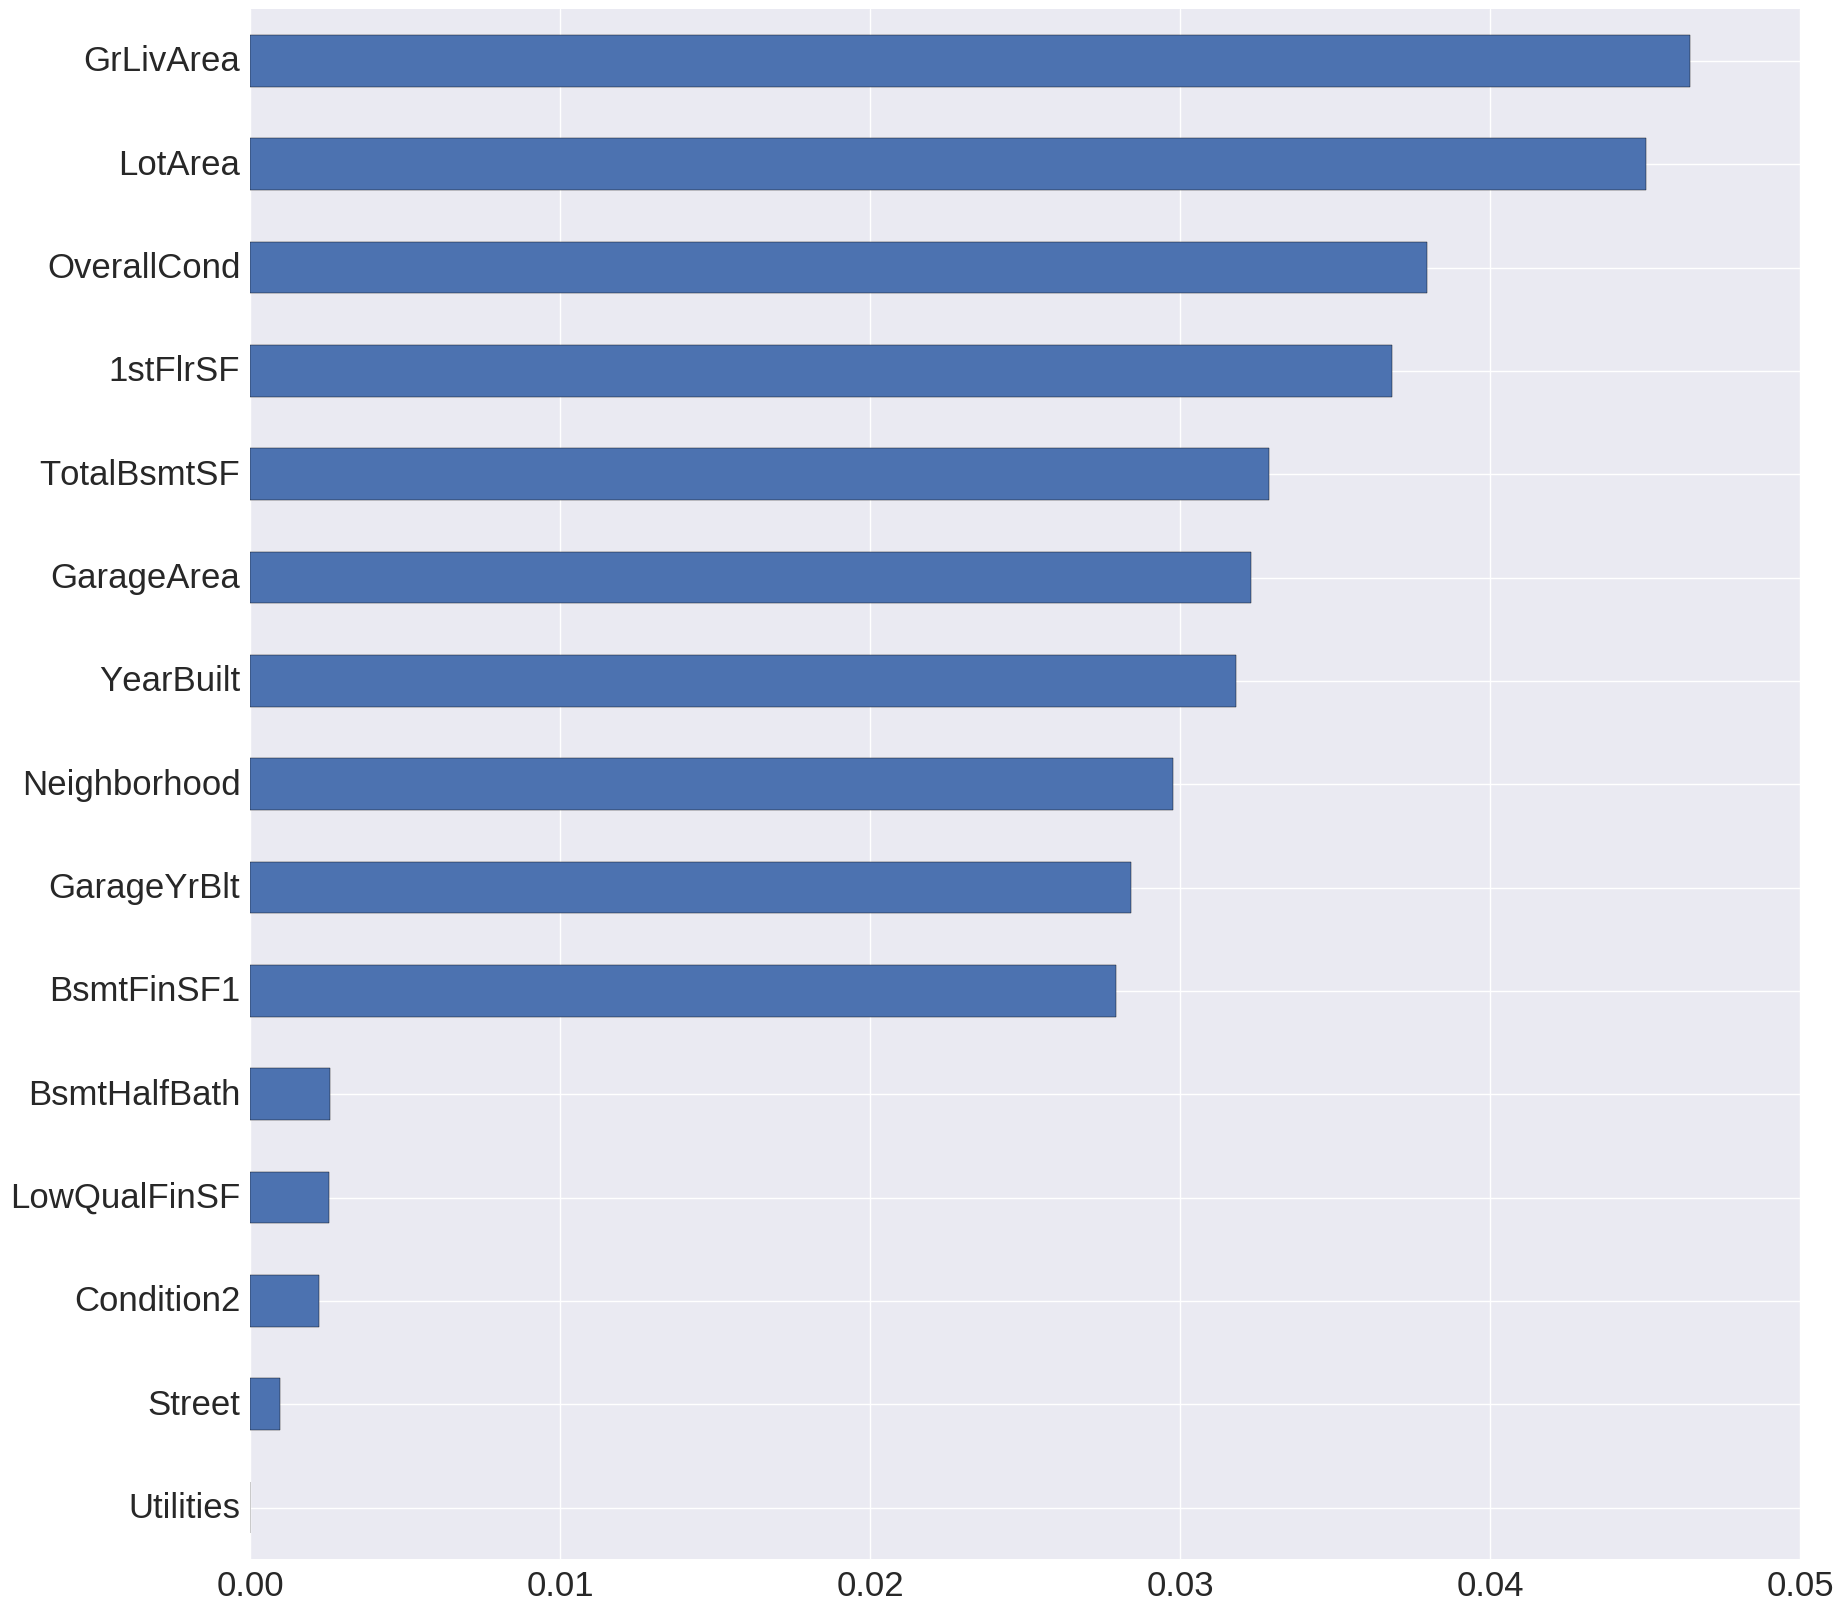 GrLivArea
LotArea
OverallCond
1stFlrSF
TotalBsmtSF
GarageArea
YearBuilt
Neighborhood
GarageYrBlt
BsmtFinSF1
BsmtHalfBath
LowQualFinSF
Condition2
Street
Utilities
0.00 0.01 0.02 0.03 0.04 0.05